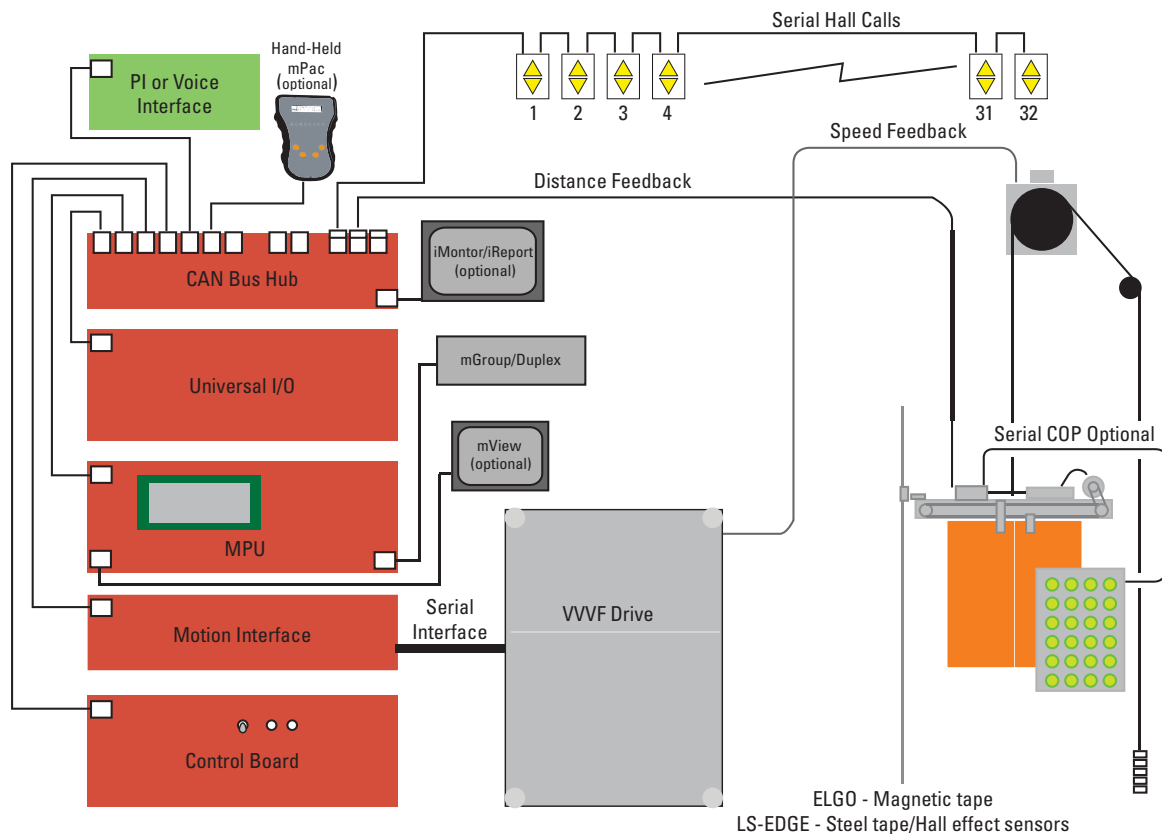 Serial Hall Calls
Hand-Held
mPac
(optional)
PI or Voice
Interface
1
2
3
4
31
32
Speed Feedback
Distance Feedback
iMontor/iReport
(optional)
CAN Bus Hub
mGroup/Duplex
Universal I/O
mView
(optional)
Serial COP Optional
MPU
Serial
Interface
VVVF Drive
Motion Interface
Control Board
ELGO - Magnetic tape
LS-EDGE - Steel tape/Hall effect sensors